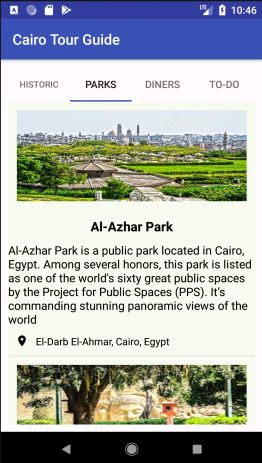 LTE 10:46
Cairo Tour Guide
HISTORIC PARKS DINERS TO-DO
Al-Azhar Park
Al-Azhar Park is a public park located in Cairo,
Egypt. Among several honors, this park is listed
as one of the world's sixty great public spaces
by the Project for Public Spaces (PPS). It's
commanding stunning panoramic views of the
world
El-Darb El-Ahmar, Cairo, Egypt